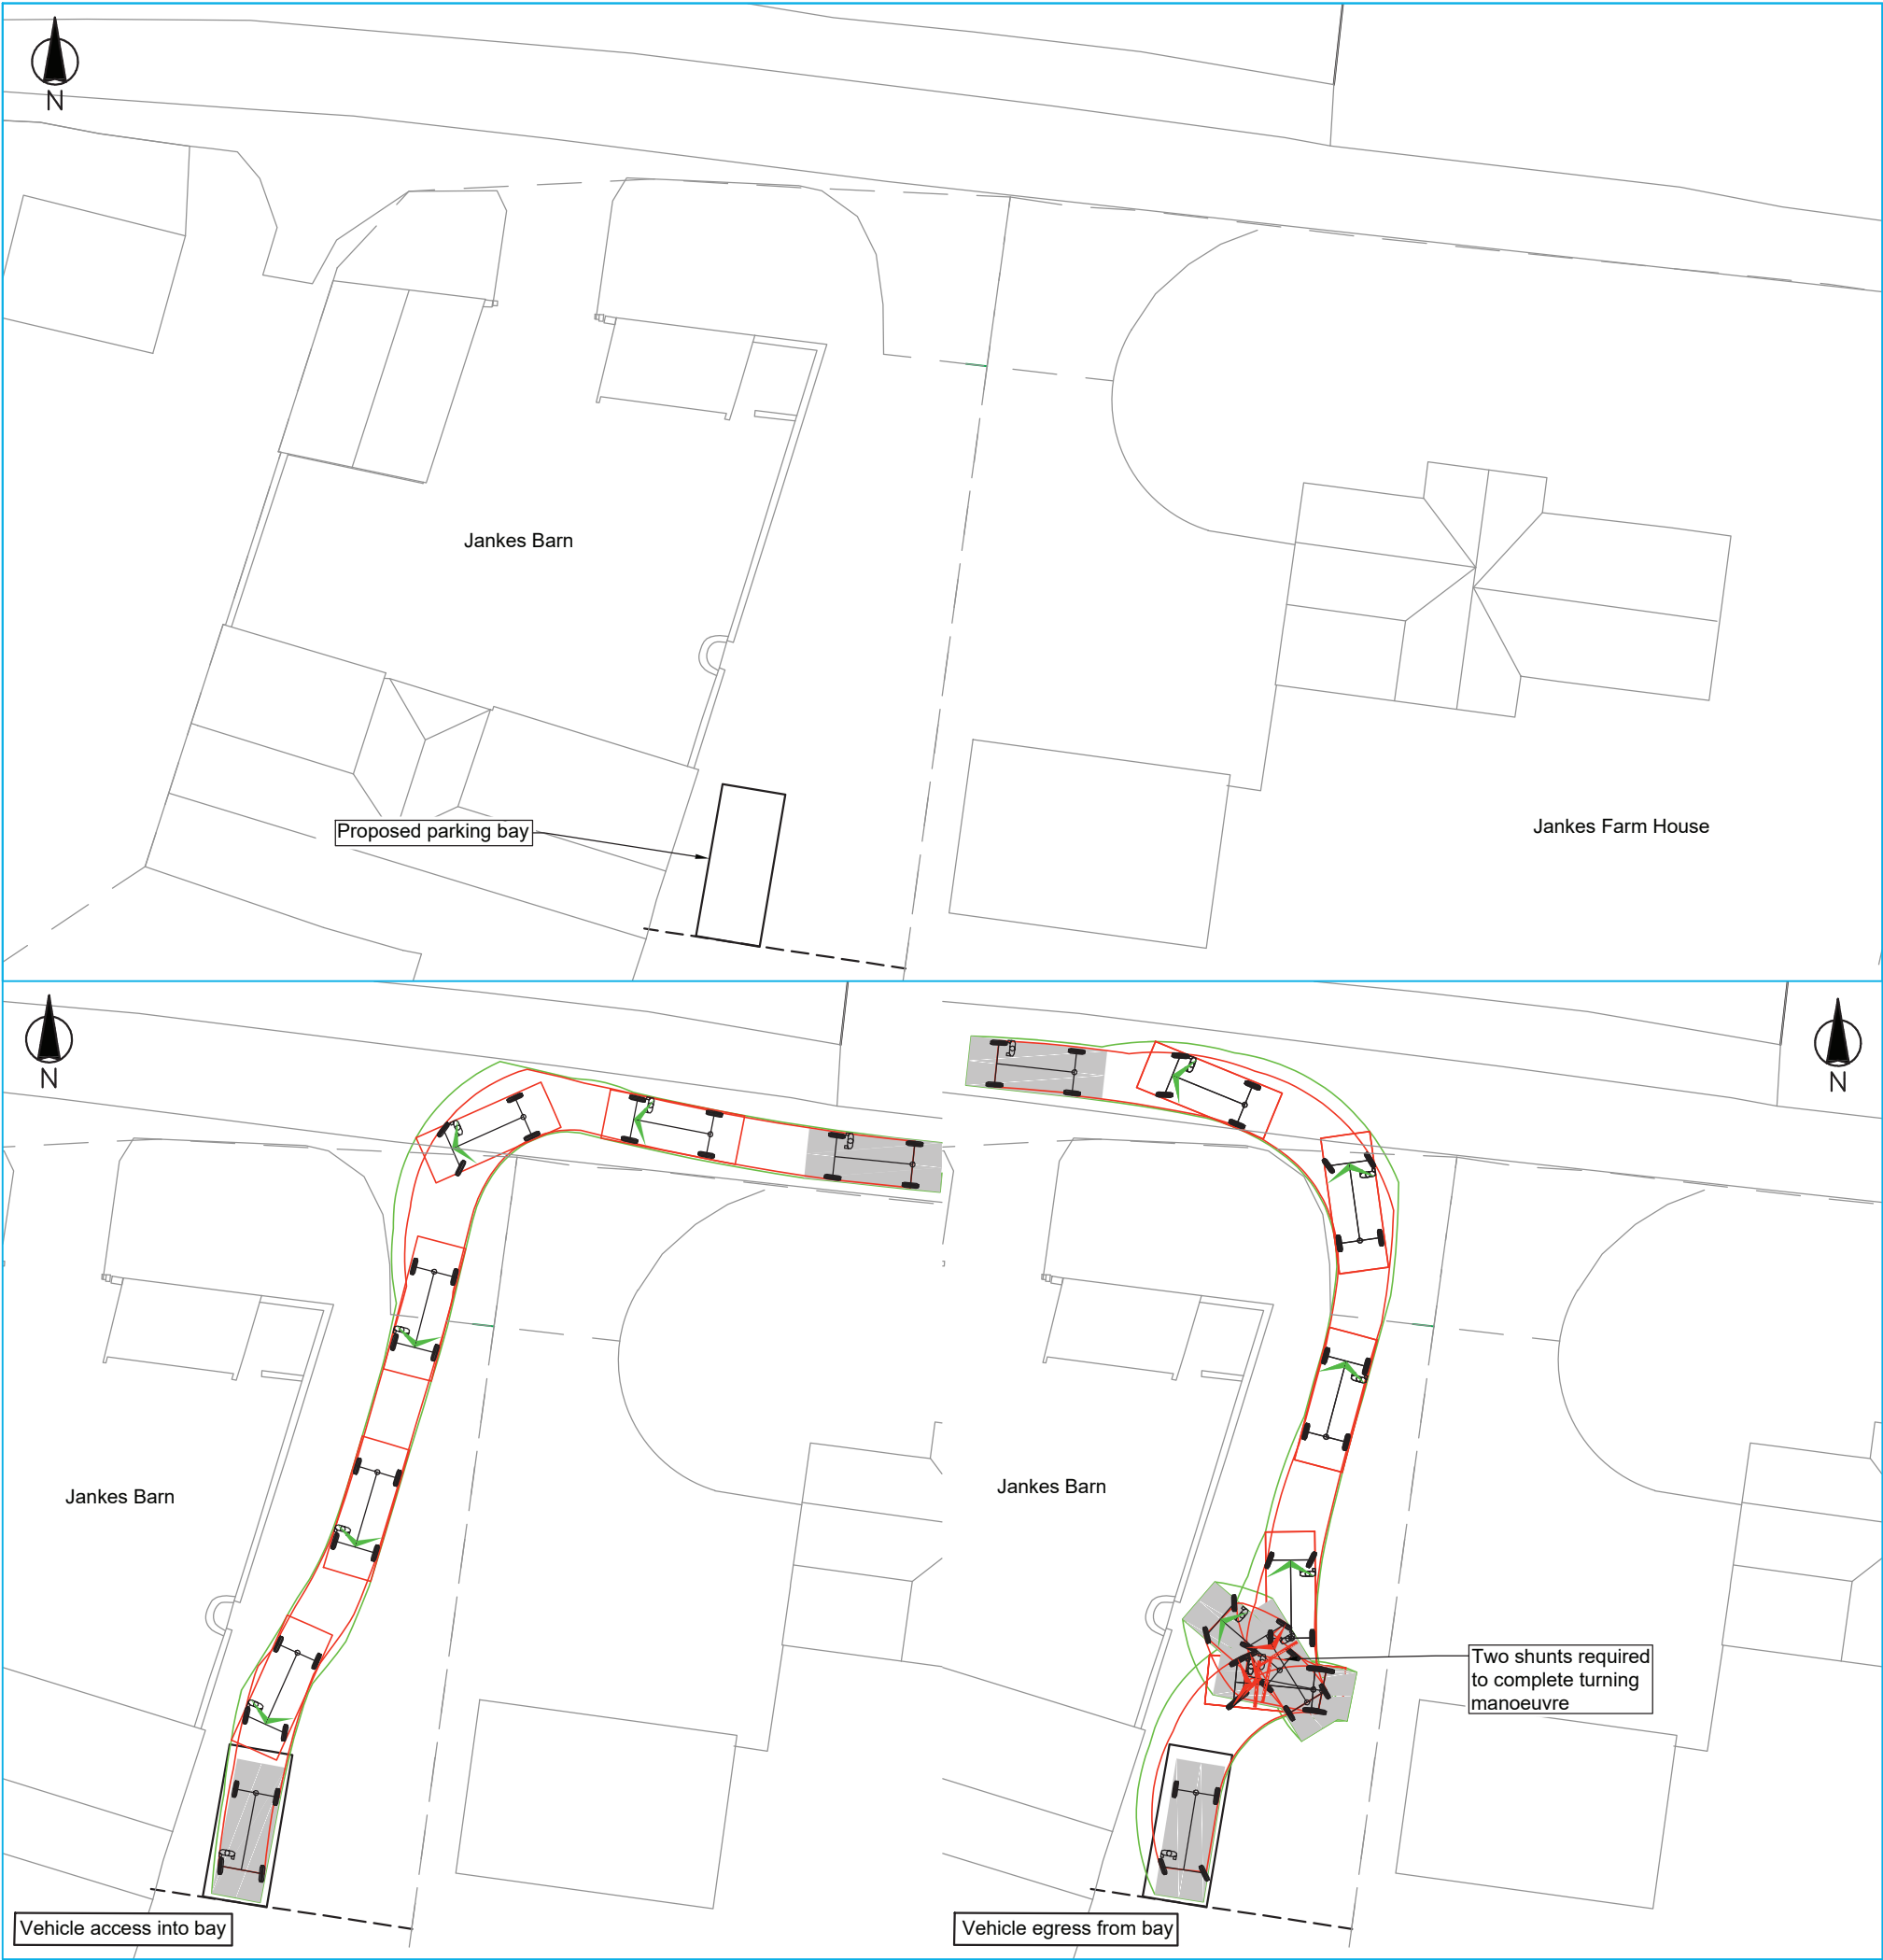 N
Jankes Barn
Proposed parking bay
Jankes Farm House
N
Jankes Barn
Vehicle access into bay
N
Jankes Barn
Two shunts required
to complete turning
manoeuvre
Vehicle egress from bay